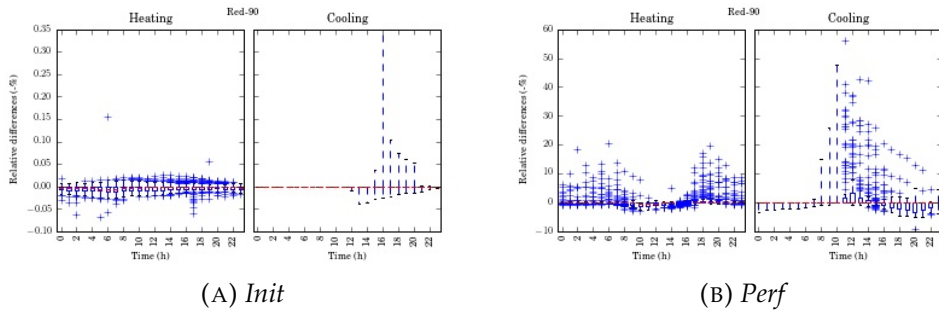 Red-90
Heating
Cooling
Relative differences (-%)
0.35
0.30
0.25
0.20
0.15
0.10
0.05
0.00
−0.05
−0.10
0 2 4 6 8 10 12 14 16 18 20 22
0 2 4 6 8 10 12 14 16 18 20 22
Time (h)
Time (h)
(A) Init
Red-90
Heating
Cooling
Relative differences (-%)
60
50
40
30
20
10
0
−10
0 2 4 6 8 10 12 14 16 18 20 22
0 2 4 6 8 10 12 14 16 18 20 22
Time (h)
Time (h)
(B) Perf